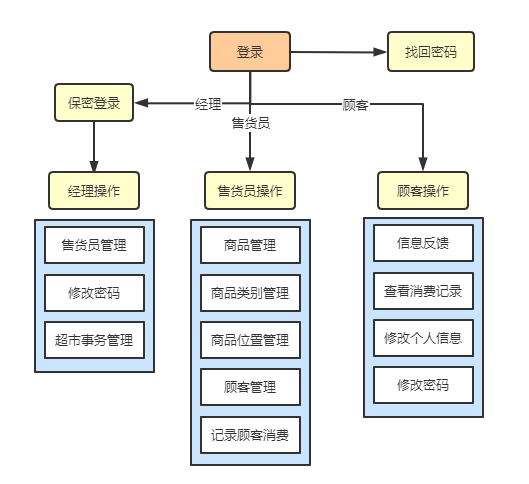 登录
找回密码
保密登录
经理
顾客
售货员
经理操作
售货员操作
顾客操作
售货员管理
修改密码
超市事务管理
商品管理
商品类别管理
商品位置管理
顾客管理
记录顾客消费
信息反馈
查看消费记录
修改个人信息
修改密码